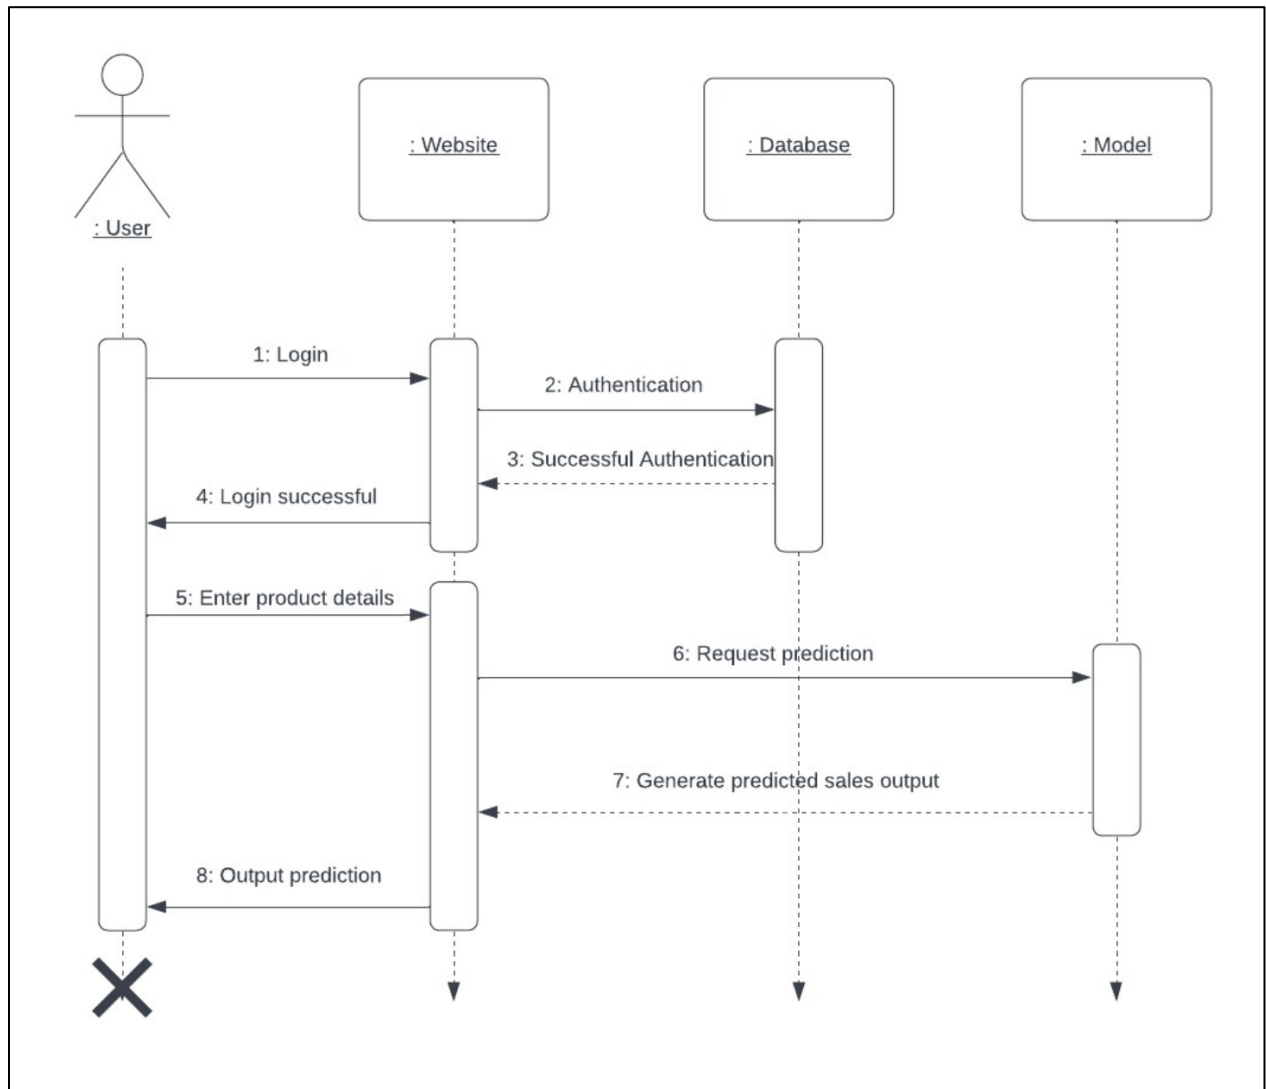 : Website
: Database
: Model
: User
1: Login
2: Authentication
3: Successful Authentication
4: Login successful
5: Enter product details
6: Request prediction
7: Generate predicted sales output
8: Output prediction